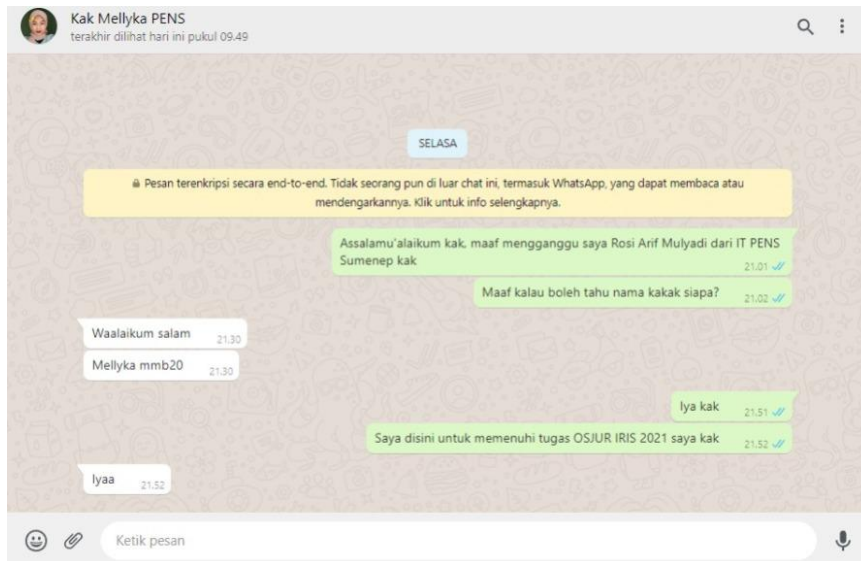 Kak Mellyka PENS
terakhir dilihat hari ini pukul 09.49
SELASA
Pesan terenkripsi secara end-to-end. Tidak seorang pun di luar chat ini, termasuk WhatsApp, yang dapat membaca atau
mendengarkannya. Klik untuk info selengkapnya.
Assalamu'alaikum kak, maaf mengganggu saya Rosi Arif Mulyadi dari IT PENS
Sumenep kak
21.01
Maaf kalau boleh tahu nama kakak siapa? 21.02
Waalaikum salam 21.30
Mellyka mmb20 21.30
Iya kak 21.51
Saya disini untuk memenuhi tugas OSJUR IRIS 2021 saya kak 21.52
Iyaa 21.52
Ketik pesan